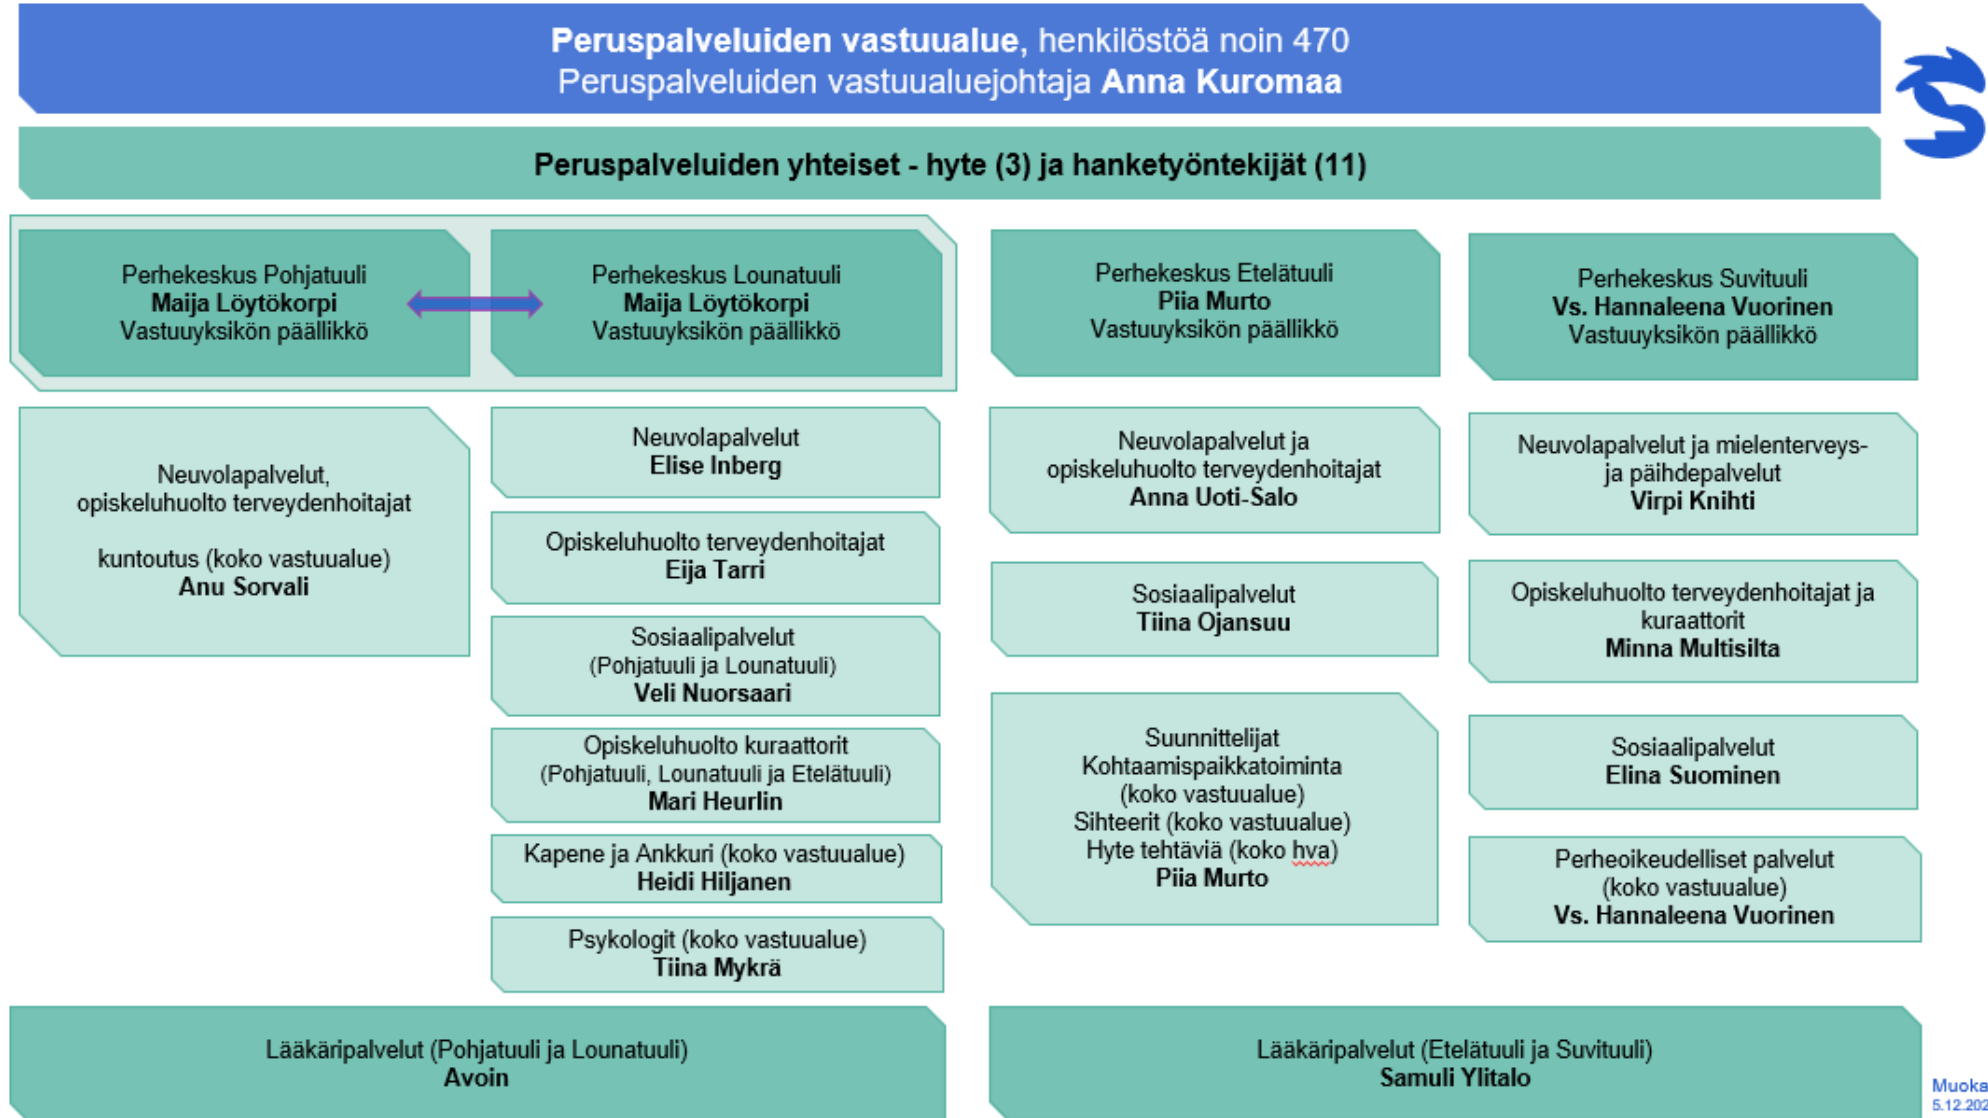 Peruspalveluiden vastuualue, henkilöstöä noin 470
Peruspalveluiden vastuualuejohtaja Anna Kuromaa
Peruspalveluiden yhteiset - hyte (3) ja hanketyöntekijät (11)
Perhekeskus Pohjatuuli
Maija Löytökorpi
Vastuuyksikön päällikkö
Perhekeskus Lounatuuli
Maija Löytökorpi
Vastuuyksikön päällikkö
Perhekeskus Etelätuuli
Piia Murto
Vastuuyksikön päällikkö
Perhekeskus Suvituuli
Vs. Hannaleena Vuorinen
Vastuuyksikön päällikkö
Neuvolapalvelut,
opiskeluhuolto terveydenhoitajat
kuntoutus (koko vastuualue)
Anu Sorvali
Neuvolapalvelut
Elise Inberg
Opiskeluhuolto terveydenhoitajat
Eija Tarri
Sosiaalipalvelut
(Pohjatuuli ja Lounatuuli)
Veli Nuorsaari
Opiskeluhuolto kuraattorit
(Pohjatuuli, Lounatuuli ja Etelätuuli)
Mari Heurlin
Kapene ja Ankkuri (koko vastuualue)
Heidi Hiljanen
Psykologit (koko vastuualue)
Tiina Mykrä
Neuvolapalvelut ja
opiskeluhuolto terveydenhoitajat
Anna Uoti-Salo
Sosiaalipalvelut
Tiina Ojansuu
Suunnittelijat
Kohtaamispaikkatoiminta
(koko vastuualue)
Sihteerit (koko vastuualue)
Hyte tehtäviä (koko hva)
Piia Murto
Neuvolapalvelut ja mielenterveys-
ja päihdepalvelut
Virpi Knihti
Opiskeluhuolto terveydenhoitajat ja
kuraattorit
Minna Multisilta
Sosiaalipalvelut
Elina Suominen
Perheoikeudelliset palvelut
(koko vastuualue)
Vs. Hannaleena Vuorinen
Lääkäripalvelut (Pohjatuuli ja Lounatuuli)
Avoin
Lääkäripalvelut (Etelätuuli ja Suvituuli)
Samuli Ylitalo